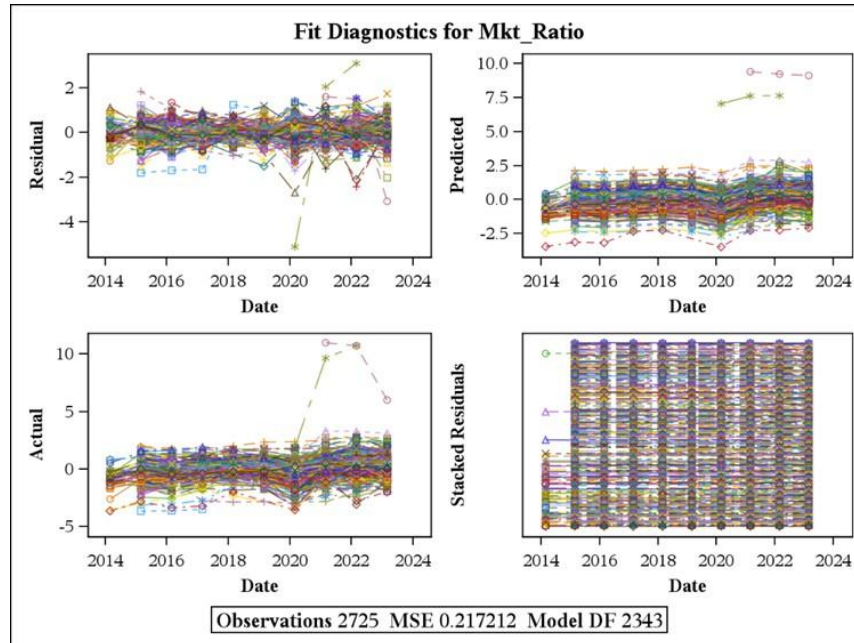 Fit Diagnostics for Mkt_Ratio
2
0
-2
-4
Residual
2014 2016 2018 2020 2022 2024
Date
10.0
7.5
5.0
2.5
0.0
-2.5
Predicted
2014 2016 2018 2020 2022 2024
Date
10
5
0
-5
Actual
2014 2016 2018 2020 2022 2024
Date
Stacked Residuals
2014 2016 2018 2020 2022 2024
Date
Observations 2725 MSE 0.217212 Model DF 2343